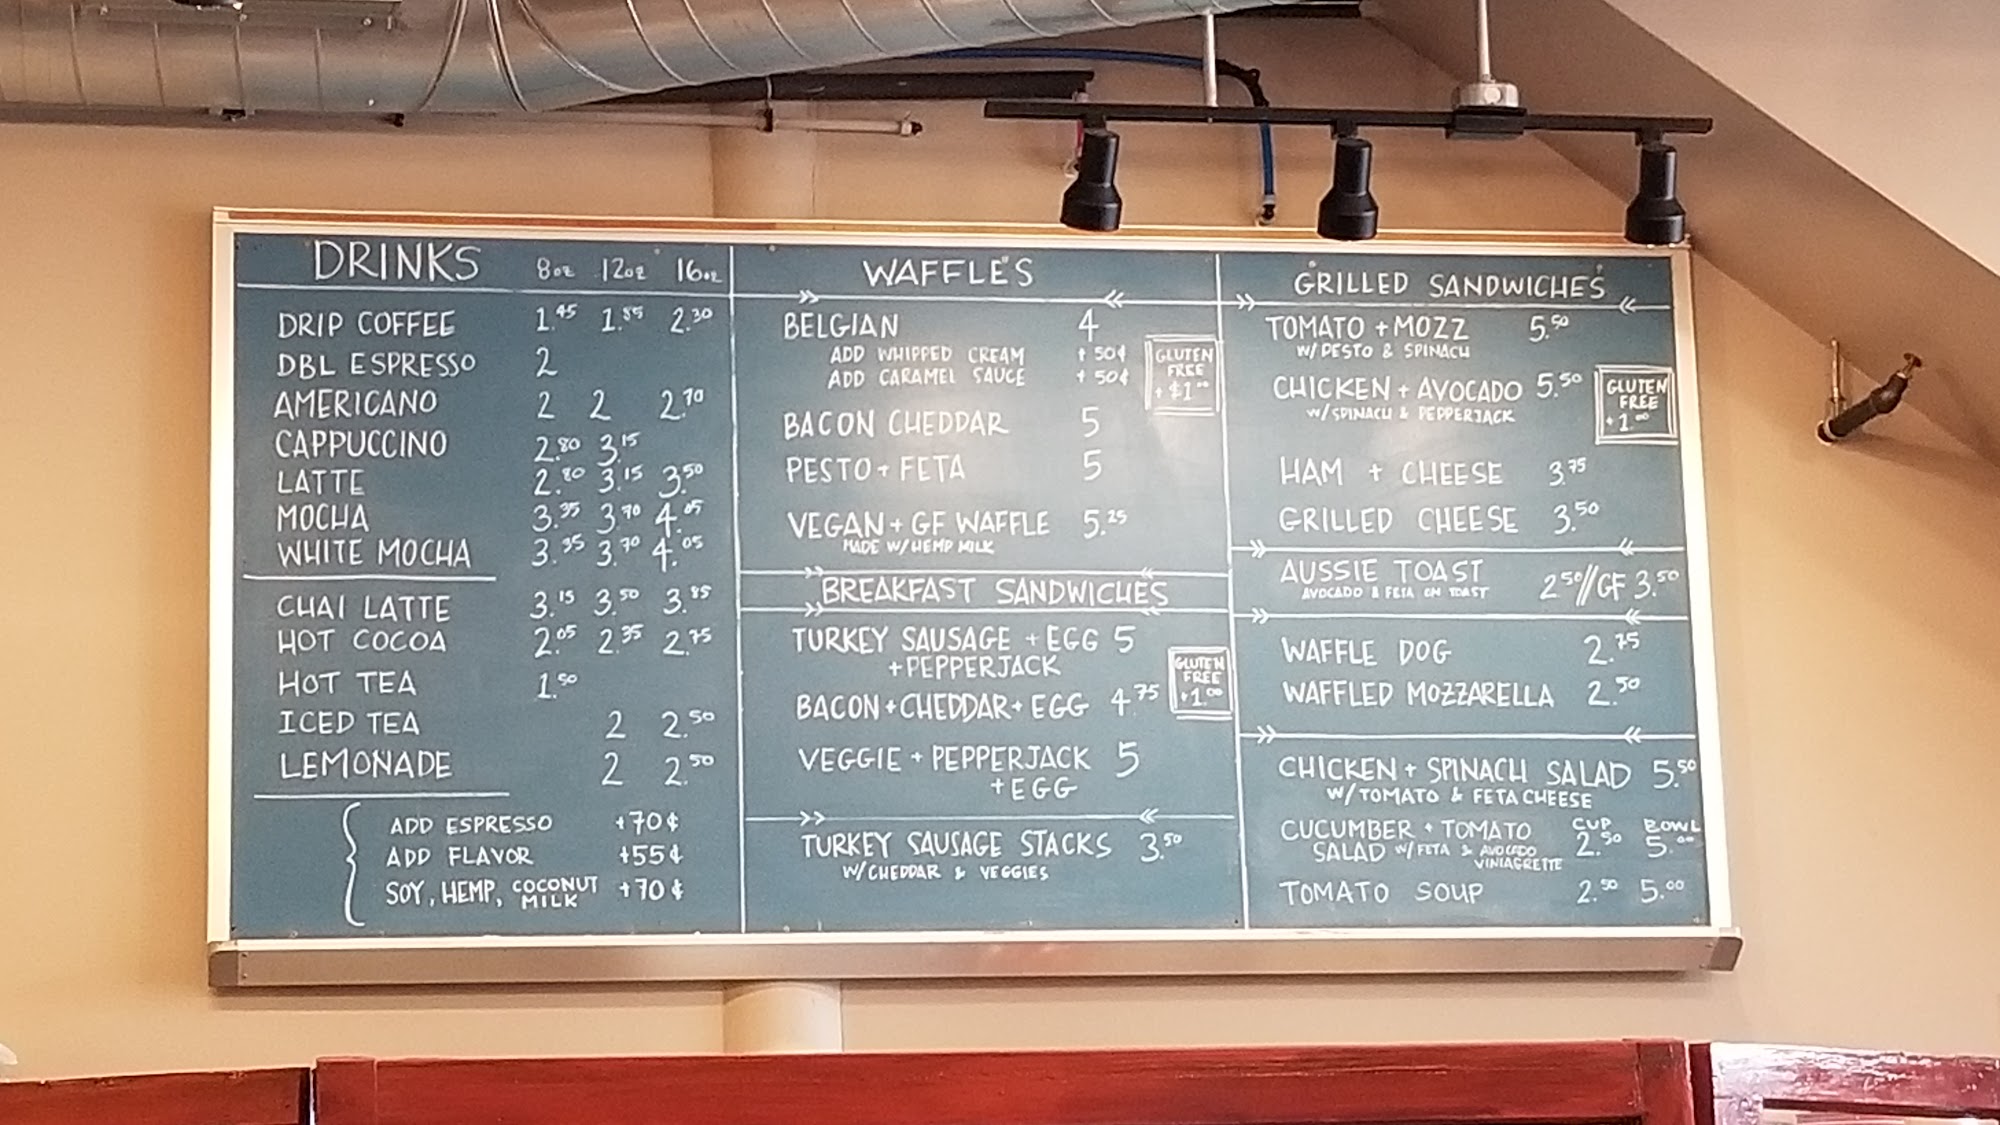 DRINKS 8oz 12oz 16oz
DRIP COFFEE 1.45 1.85 2.30
DBL ESPRESSO 2
AMERICANO 2 2 2.70
CAPPUCCINO 2.80 3.15
LATTE 2.80 3.15 3.50
MOCHA 3.35 3.70 4.05
WHITE MOCHA 3.35 3.70 4.05
CHAI LATTE 3.15 3.50 3.85
HOT COCOA 2.05 2.35 2.75
HOT TEA 1.50
ICED TEA 2 2.50
LEMONADE 2 2.50
ADD ESPRESSO +70¢
ADD FLAVOR +55¢
SOY, HEMP, COCONUT MILK +70¢
WAFFLES
BELGIAN 4
ADD WHIPPED CREAM +50¢
ADD CARAMEL SAUCE +50¢
GLUTEN
FREE
+$1.00
BACON CHEDDAR 5
PESTO + FETA 5
VEGAN + GF WAFFLE 5.25
MADE W/HEMP MILK
BREAKFAST SANDWICHES
TURKEY SAUSAGE + EGG 5
+ PEPPERJACK
BACON + CHEDDAR + EGG 4.75
GLUTEN
FREE
+1.00
VEGGIE + PEPPERJACK 5
+ EGG
TURKEY SAUSAGE STACKS 3.50
W/CHEDDAR & VEGGIES
GRILLED SANDWICHES
TOMATO + MOZZ 5.50
W/ PESTO & SPINACH
CHICKEN + AVOCADO 5.50
W/SPINACH & PEPPERJACK
GLUTEN
FREE
+1.00
HAM + CHEESE 3.75
GRILLED CHEESE 3.50
AUSSIE TOAST 2.50//GF 3.50
AVOCADO & FETA ON TOAST
WAFFLE DOG 2.75
WAFFLED MOZZARELLA 2.50
CHICKEN + SPINACH SALAD 5.50
W/TOMATO & FETA CHEESE
CUP BOWL
CUCUMBER + TOMATO 2.50 5.00
SALAD W/FETA & AVOCADO
VINIAGRETTE
TOMATO SOUP 2.50 5.00